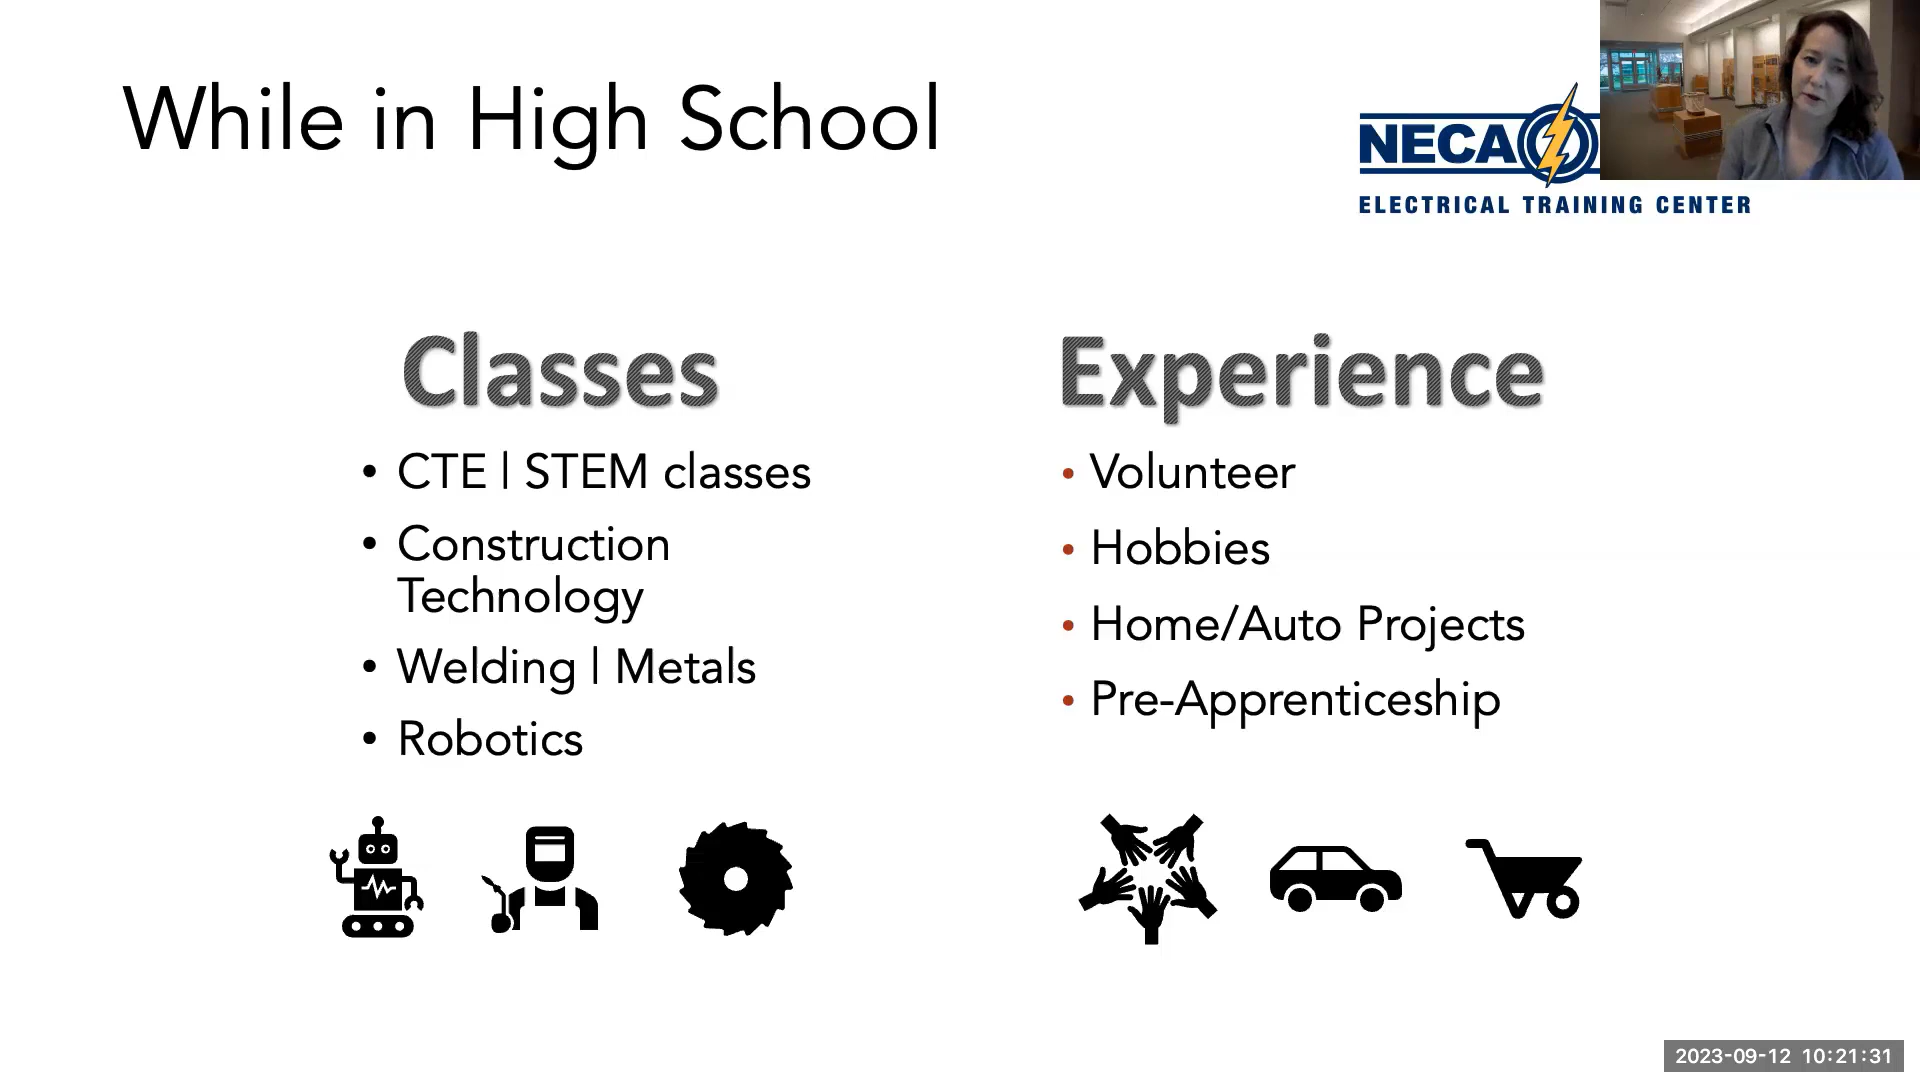 While in High School
NECA
ELECTRICAL TRAINING CENTER
Classes
• CTE | STEM classes
• Construction
Technology
• Welding | Metals
• Robotics
Experience
• Volunteer
• Hobbies
• Home/Auto Projects
• Pre-Apprenticeship
2023-09-12 10:21:31